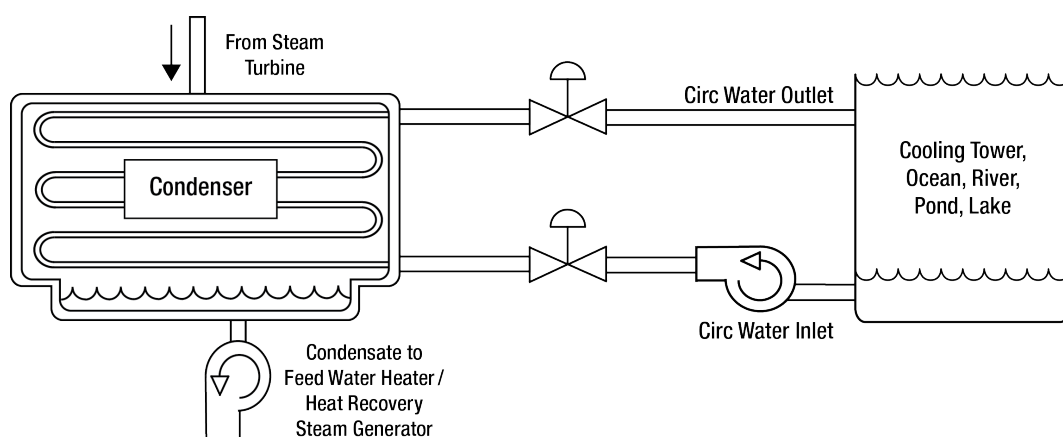 From Steam
Turbine
Circ Water Outlet
Cooling Tower,
Ocean, River,
Pond, Lake
Condenser
Circ Water Inlet
Condensate to
Feed Water Heater /
Heat Recovery
Steam Generator